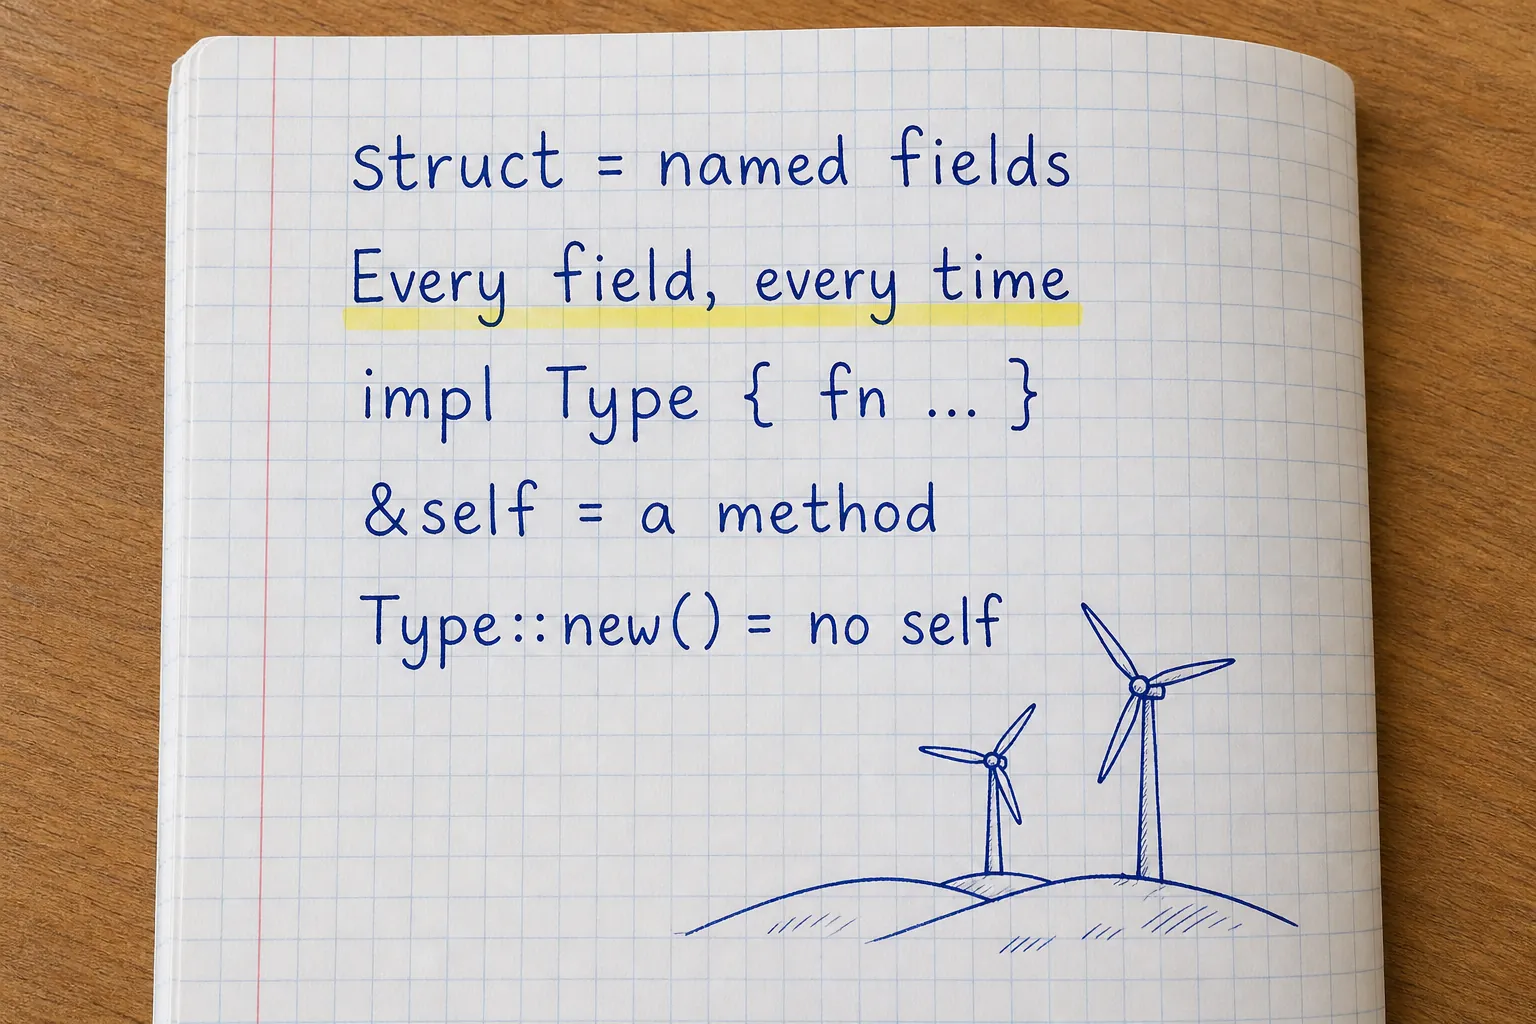 struct = named fields
Every field, every time
impl Type { fn ... }
&self = a method
Type::new() = no self